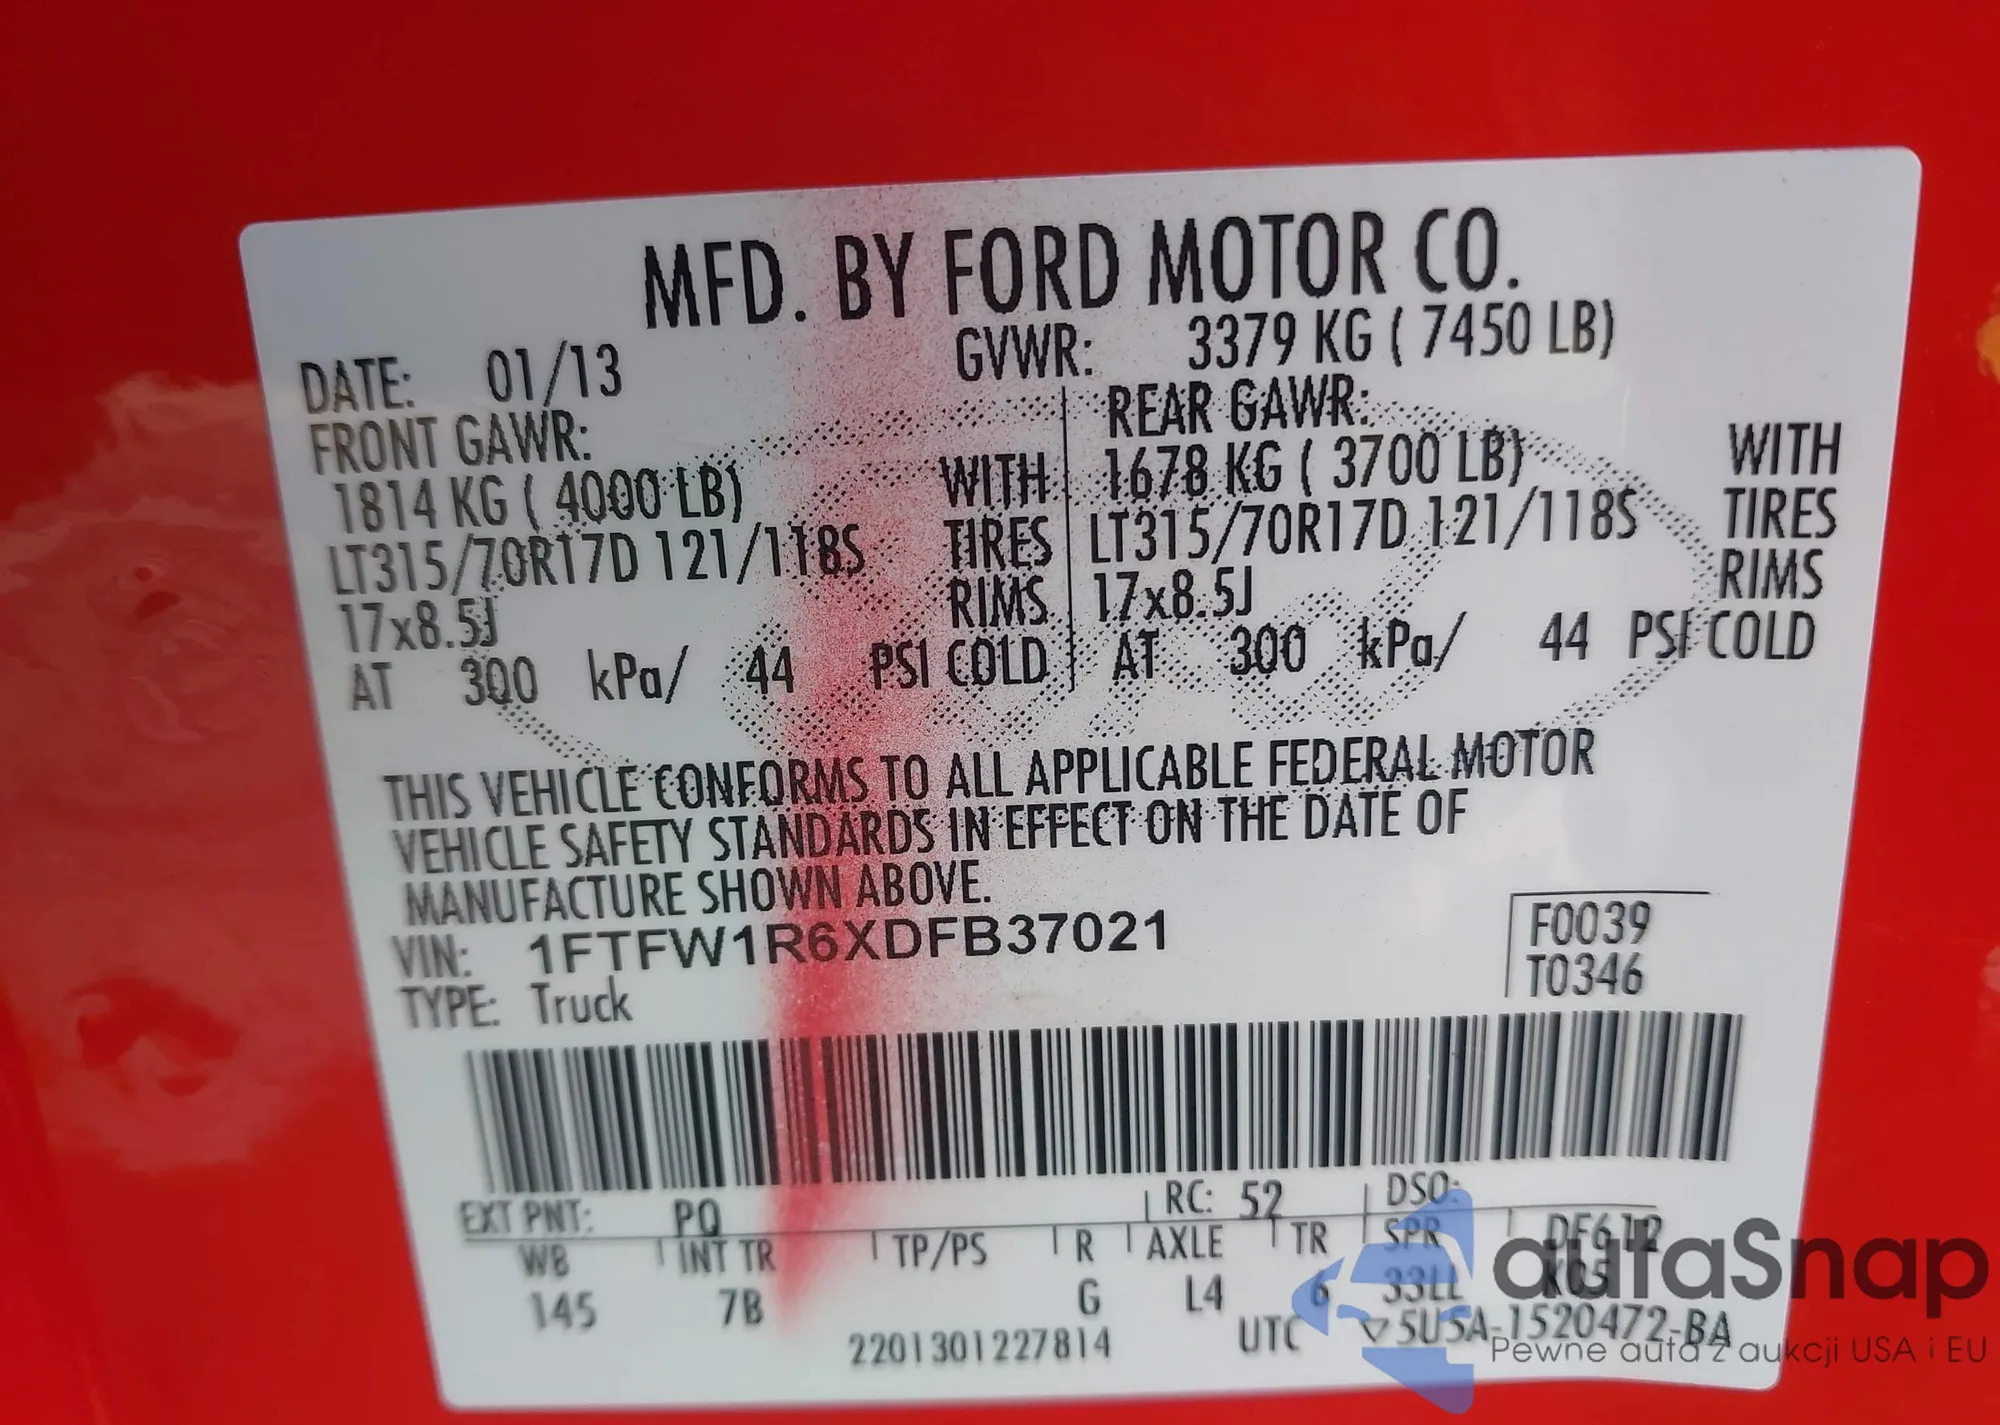 MFD. BY FORD MOTOR CO.
DATE: 01/13 GVWR: 3379 KG ( 7450 LB)
FRONT GAWR: REAR GAWR:
1814 KG ( 4000 LB) WITH 1678 KG ( 3700 LB) WITH
LT315/70R17D 121/118S TIRES LT315/70R17D 121/118S TIRES
17x8.5J RIMS 17x8.5J RIMS
AT 300 kPa/ 44 PSI COLD AT 300 kPa/ 44 PSI COLD
THIS VEHICLE CONFORMS TO ALL APPLICABLE FEDERAL MOTOR
VEHICLE SAFETY STANDARDS IN EFFECT ON THE DATE OF
MANUFACTURE SHOWN ABOVE.
VIN: 1FTFW1R6XDFB37021 F0039
TYPE: Truck T0346
EXT PNT: PQ RC: 52 DSO:
WB INT TR TP/PS R AXLE TR SPR DF612
145 7B G L4 6 33LL K05
2201301227814 UTC ▽5U5A-1520472-BA
autaSnap
Pewne auta z aukcji USA i EU